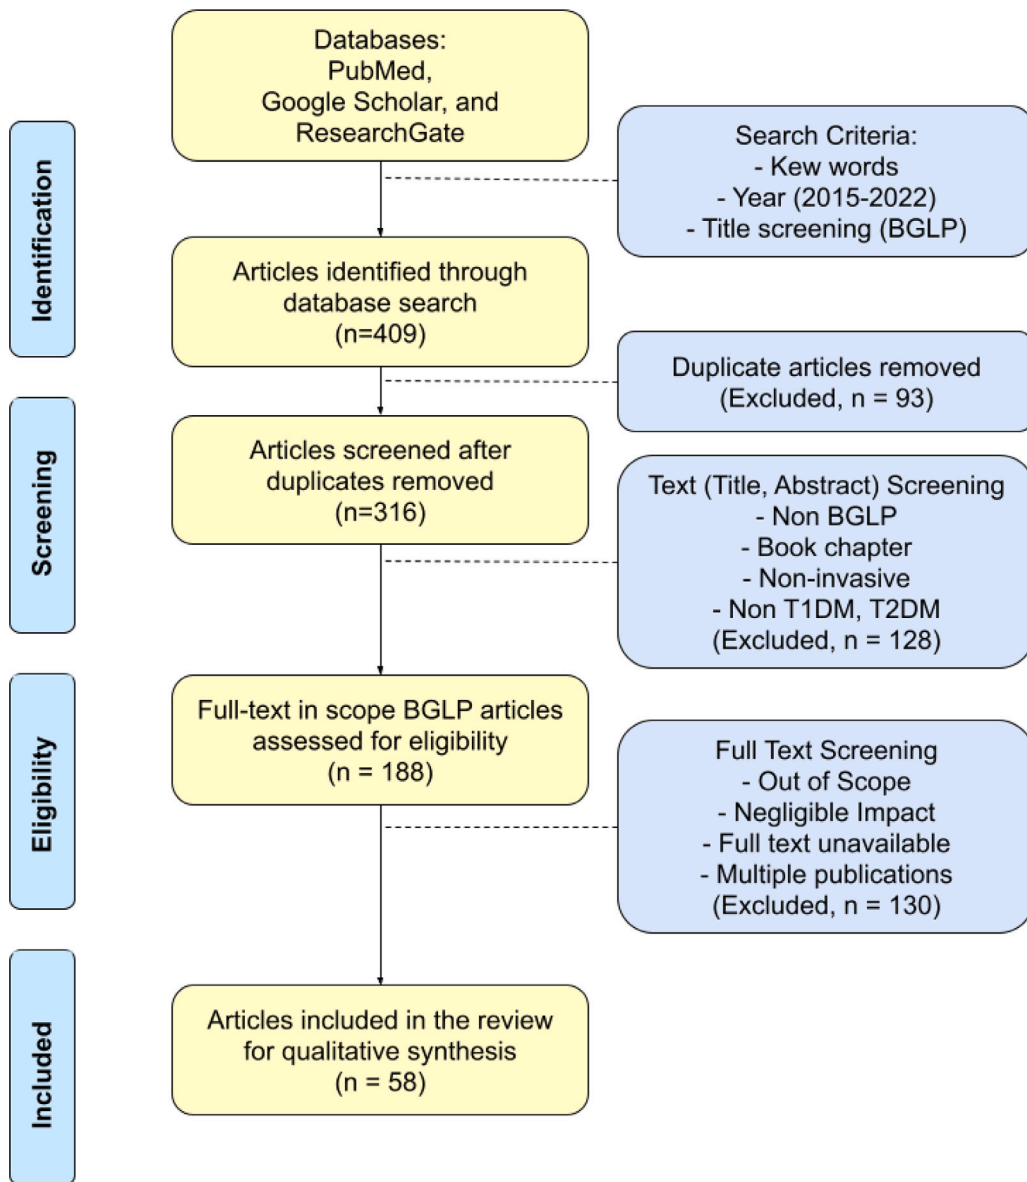 Databases:
PubMed,
Google Scholar, and
ResearchGate
Identification
Search Criteria:
- Kew words
- Year (2015-2022)
- Title screening (BGLP)
Articles identified through
database search
(n=409)
Duplicate articles removed
(Excluded, n = 93)
Screening
Articles screened after
duplicates removed
(n=316)
Text (Title, Abstract) Screening
- Non BGLP
- Book chapter
- Non-invasive
- Non T1DM, T2DM
(Excluded, n = 128)
Eligibility
Full-text in scope BGLP articles
assessed for eligibility
(n = 188)
Full Text Screening
- Out of Scope
- Negligible Impact
- Full text unavailable
- Multiple publications
(Excluded, n = 130)
Included
Articles included in the review
for qualitative synthesis
(n = 58)